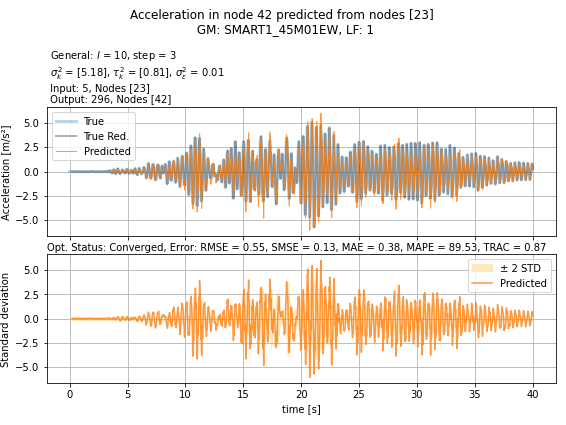 Acceleration in node 42 predicted from nodes [23]
GM: SMART1_45M01EW, LF: 1
General: l = 10, step = 3
σ²ₖ = [5.18], τ²ₖ = [0.81], σ²ε = 0.01
Input: 5, Nodes [23]
Output: 296, Nodes [42]
Acceleration [m/s²]
5.0
2.5
0.0
−2.5
−5.0
True
True Red.
Predicted
Opt. Status: Converged, Error: RMSE = 0.55, SMSE = 0.13, MAE = 0.38, MAPE = 89.53, TRAC = 0.87
Standard deviation
5.0
2.5
0.0
−2.5
−5.0
± 2 STD
Predicted
0 5 10 15 20 25 30 35 40
time [s]